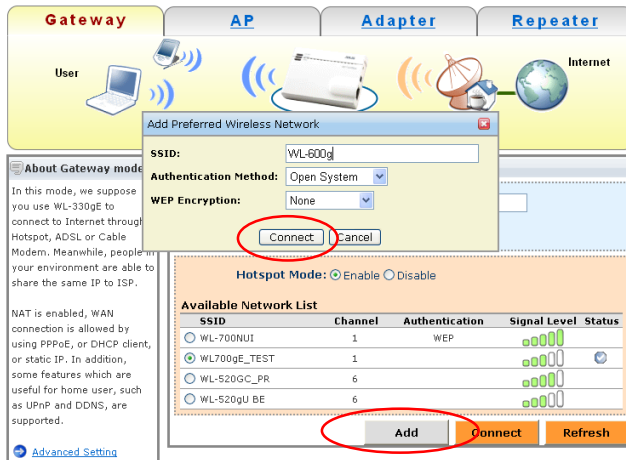 Gateway
AP
Adapter
Repeater
User
Internet
Add Preferred Wireless Network
SSID:
WL-600g
Authentication Method:
Open System
WEP Encryption:
None
Connect
Cancel
About Gateway mode
In this mode, we suppose
you use WL-330gE to
connect to Internet through
Hotspot, ADSL or Cable
Modem. Meanwhile, people in
your environment are able to
share the same IP to ISP.
NAT is enabled, WAN
connection is allowed by
using PPPoE, or DHCP client,
or static IP. In addition,
some features which are
useful for home user, such
as UPnP and DDNS, are
supported.
Advanced Setting
Hotspot Mode: Enable Disable
Available Network List
SSID Channel Authentication Signal Level Status
WL-700NUI 1 WEP
WL700gE_TEST 1
WL-520GC_PR 6
WL-520gU BE 6
Add
Connect
Refresh